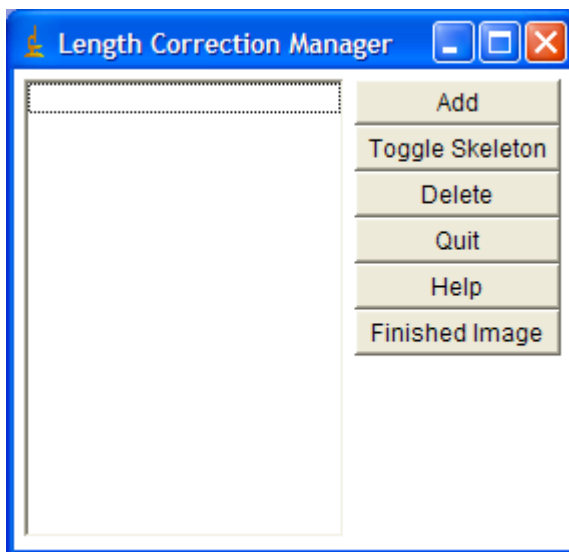 Length Correction Manager
Add
Toggle Skeleton
Delete
Quit
Help
Finished Image